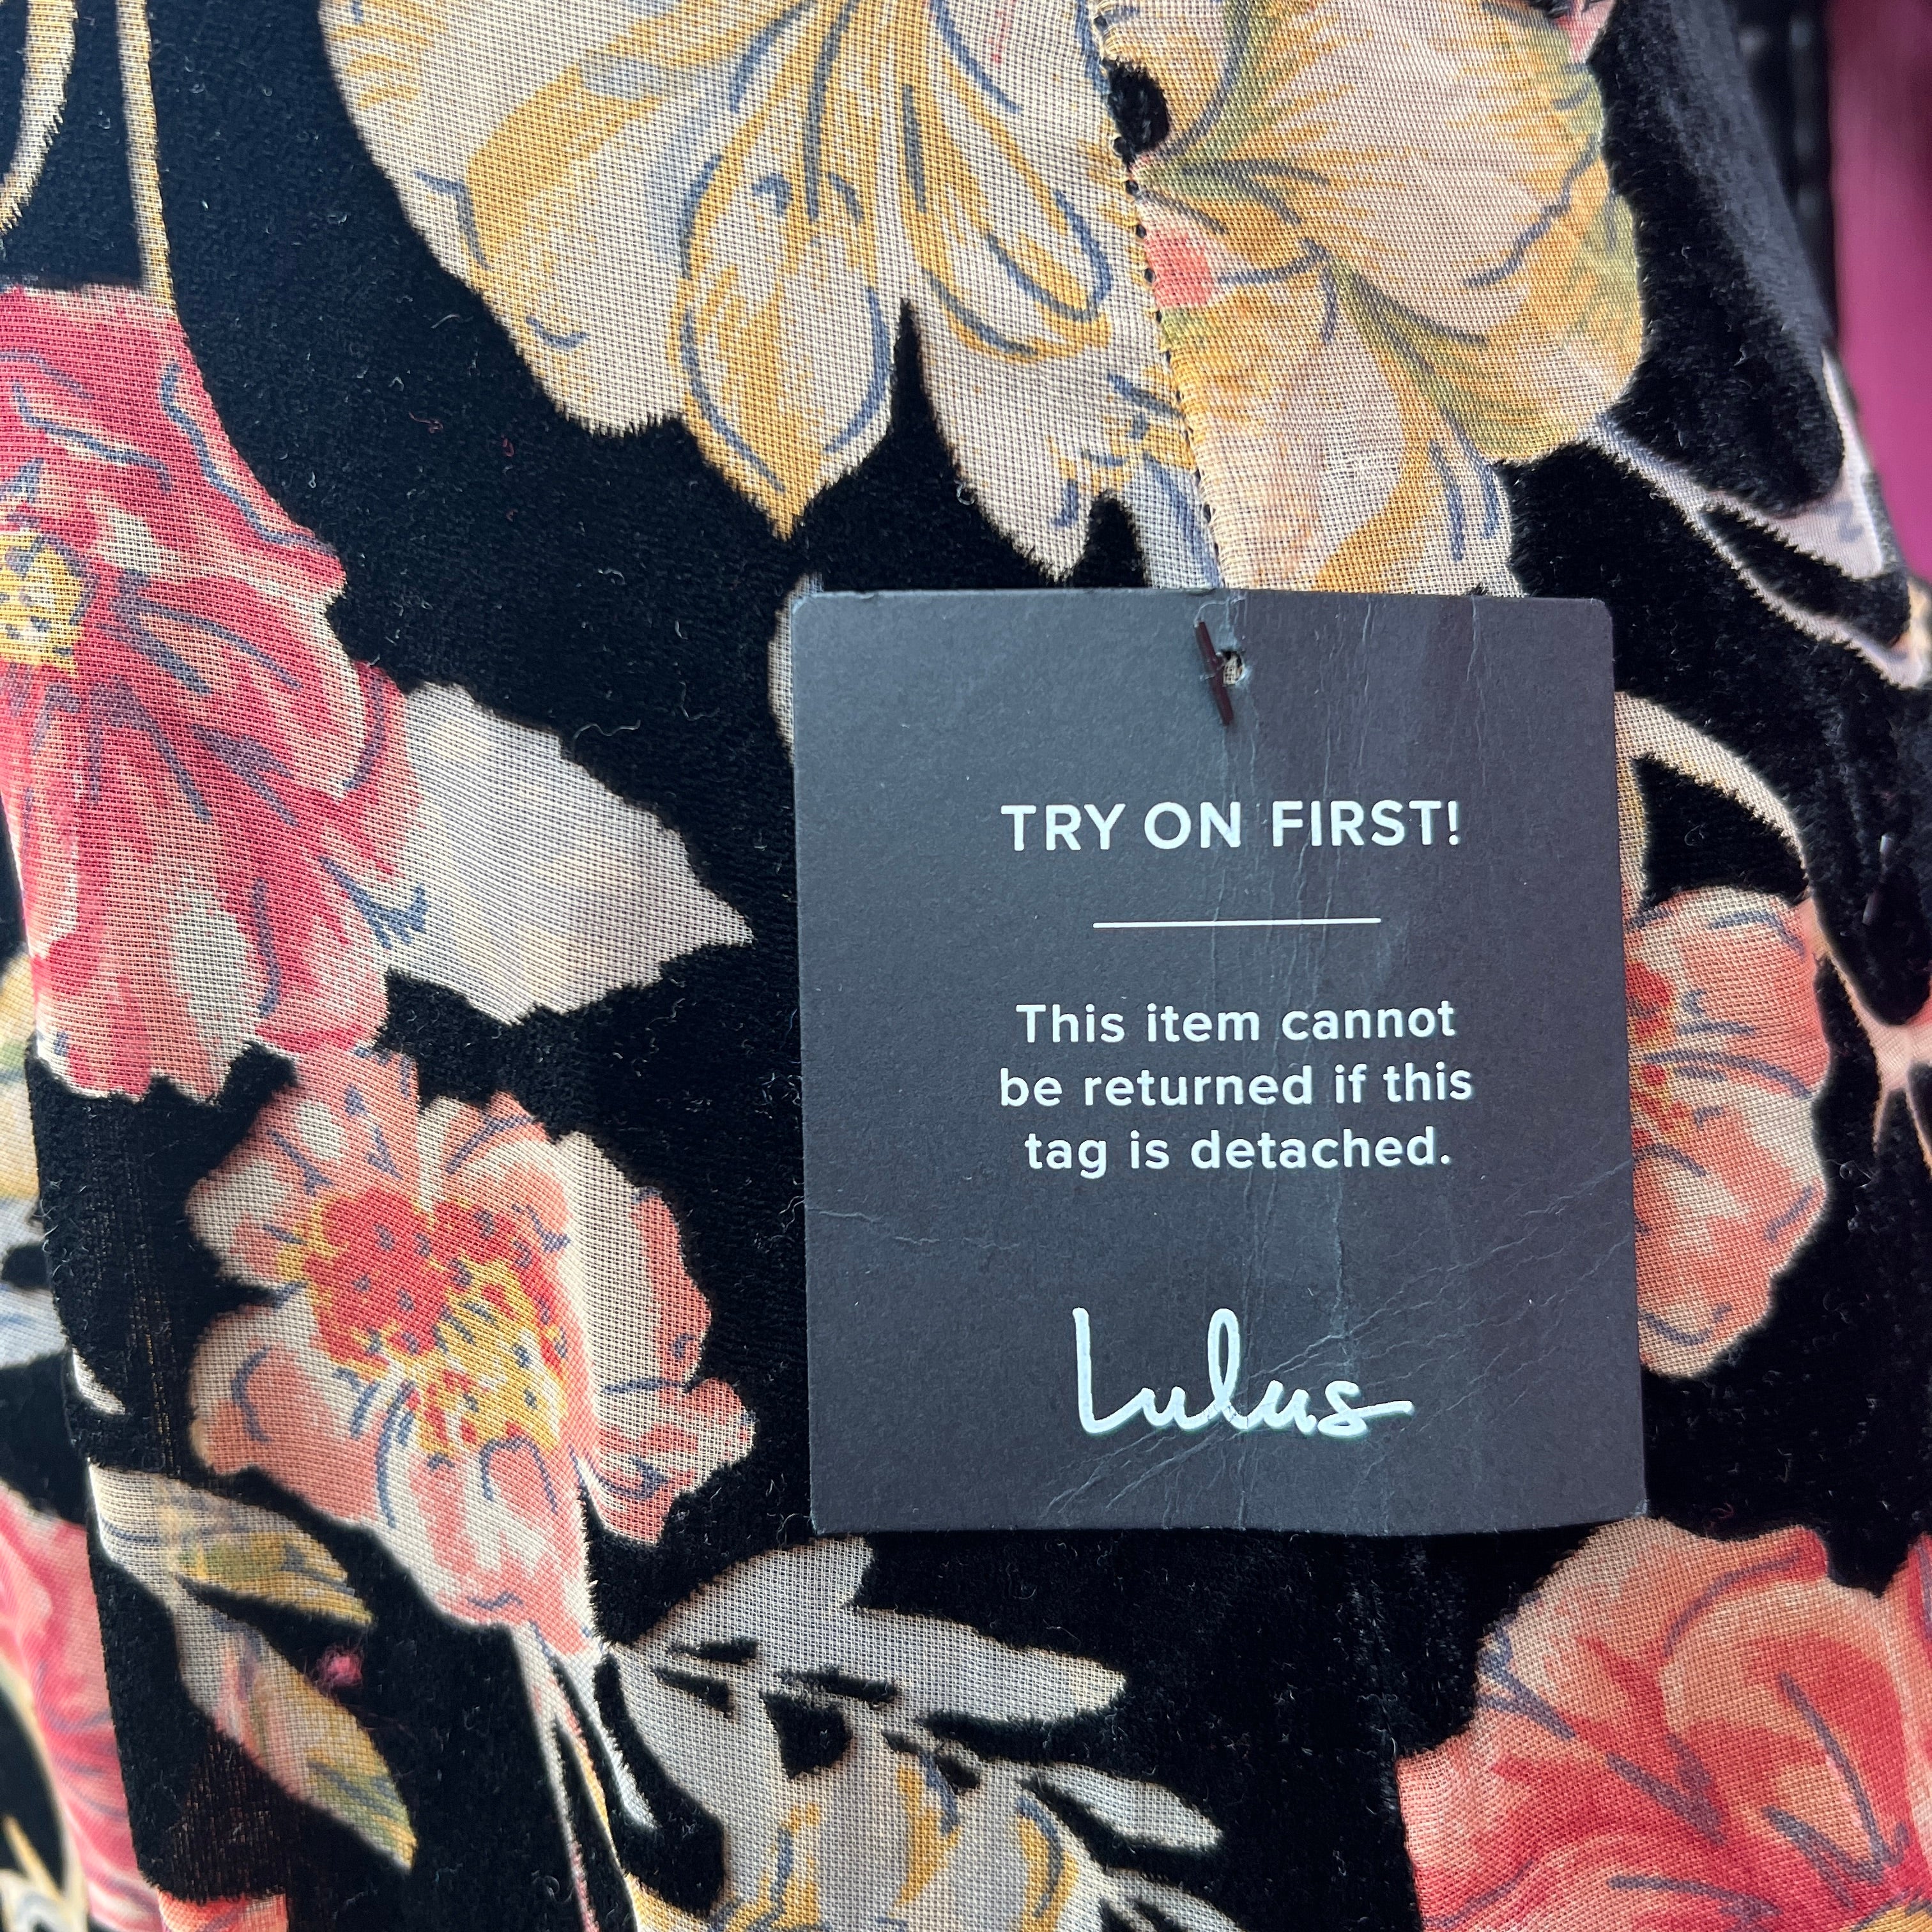 TRY ON FIRST!
This item cannot
be returned if this
tag is detached.
Lulus